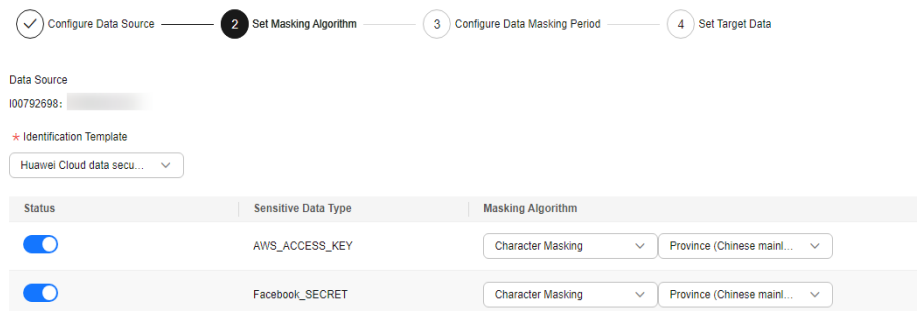 Configure Data Source 2 Set Masking Algorithm 3 Configure Data Masking Period 4 Set Target Data
Data Source
I00792698:
* Identification Template
Huawei Cloud data secu...
Status Sensitive Data Type Masking Algorithm
AWS_ACCESS_KEY Character Masking Province (Chinese mainl...
Facebook_SECRET Character Masking Province (Chinese mainl...